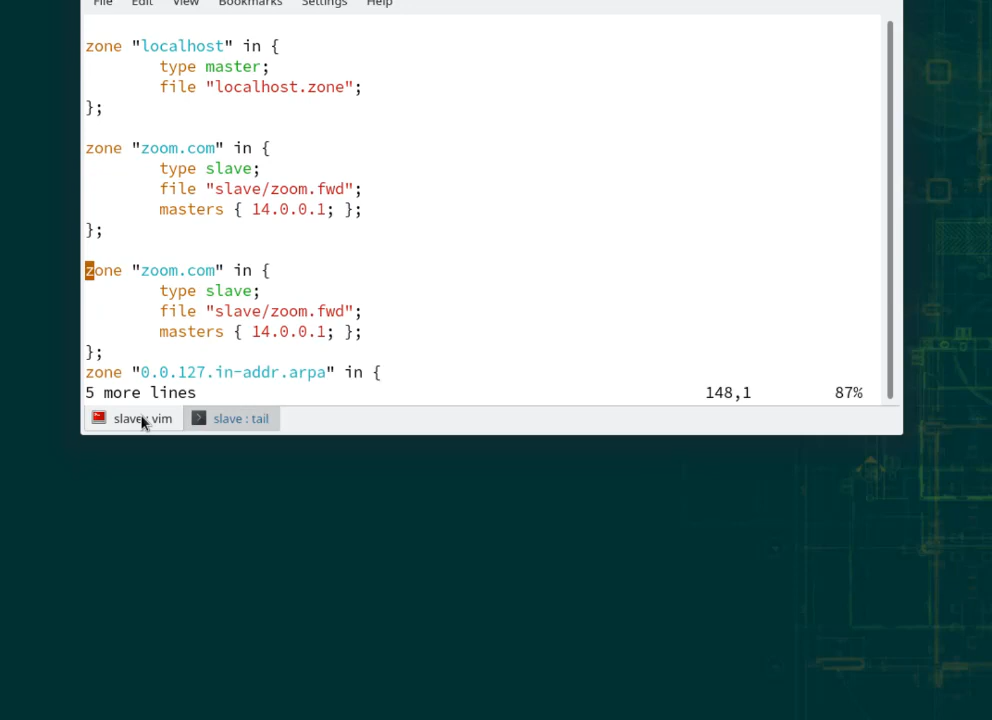 File Edit View Bookmarks Settings Help
zone "localhost" in {
type master;
file "localhost.zone";
};
zone "zoom.com" in {
type slave;
file "slave/zoom.fwd";
masters { 14.0.0.1; };
};
zone "zoom.com" in {
type slave;
file "slave/zoom.fwd";
masters { 14.0.0.1; };
};
zone "0.0.127.in-addr.arpa" in {
5 more lines 148,1 87%
slave : vim slave : tail